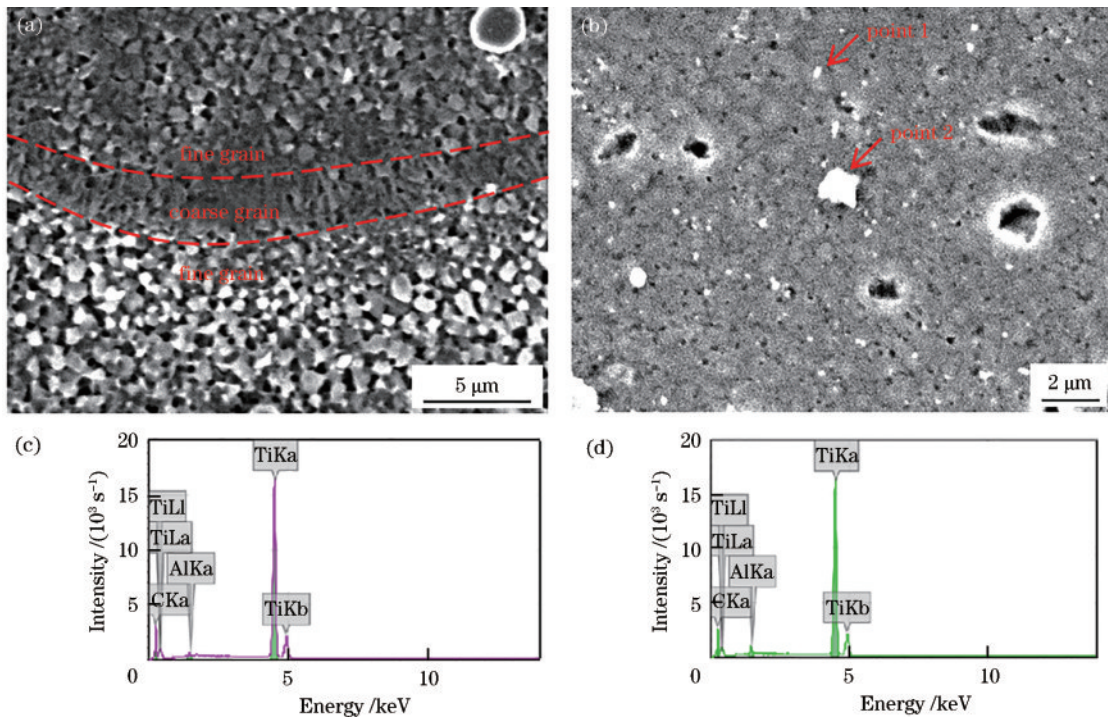 (a)
fine grain
coarse grain
fine grain
5 μm
(b)
point 1
point 2
2 μm
(c)
Intensity /(10³ s⁻¹)
20
15
10
5
0
TiKa
TiLl
TiLa
AlKa
CKa
TiKb
5
10
Energy /keV
(d)
Intensity /(10³ s⁻¹)
20
15
10
5
0
TiKa
TiLl
TiLa
AlKa
CKa
TiKb
5
10
Energy /keV